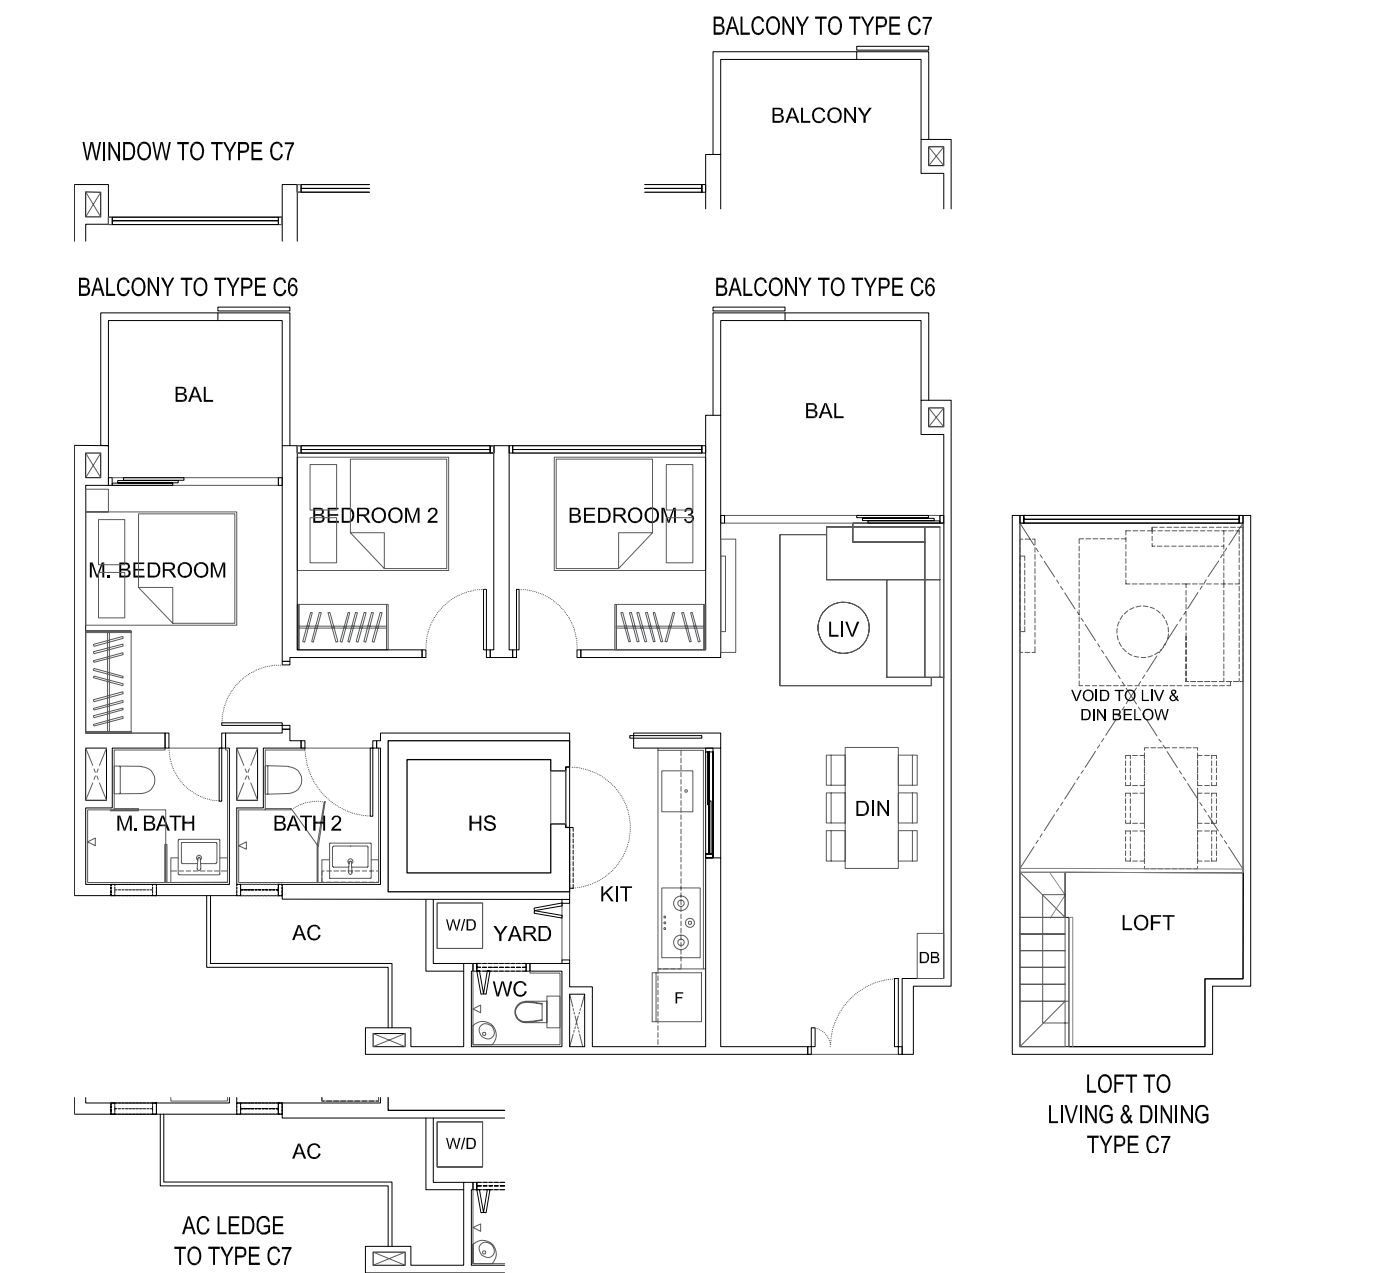 BALCONY TO TYPE C7
BALCONY
WINDOW TO TYPE C7
BALCONY TO TYPE C6
BALCONY TO TYPE C6
BAL
BAL
BEDROOM 2
BEDROOM 3
M. BEDROOM
LIV
VOID TO LIV &
DIN BELOW
DIN
M. BATH
BATH 2
HS
KIT
LOFT
W/D
YARD
AC
DB
WC
F
LOFT TO
LIVING & DINING
TYPE C7
W/D
AC
AC LEDGE
TO TYPE C7